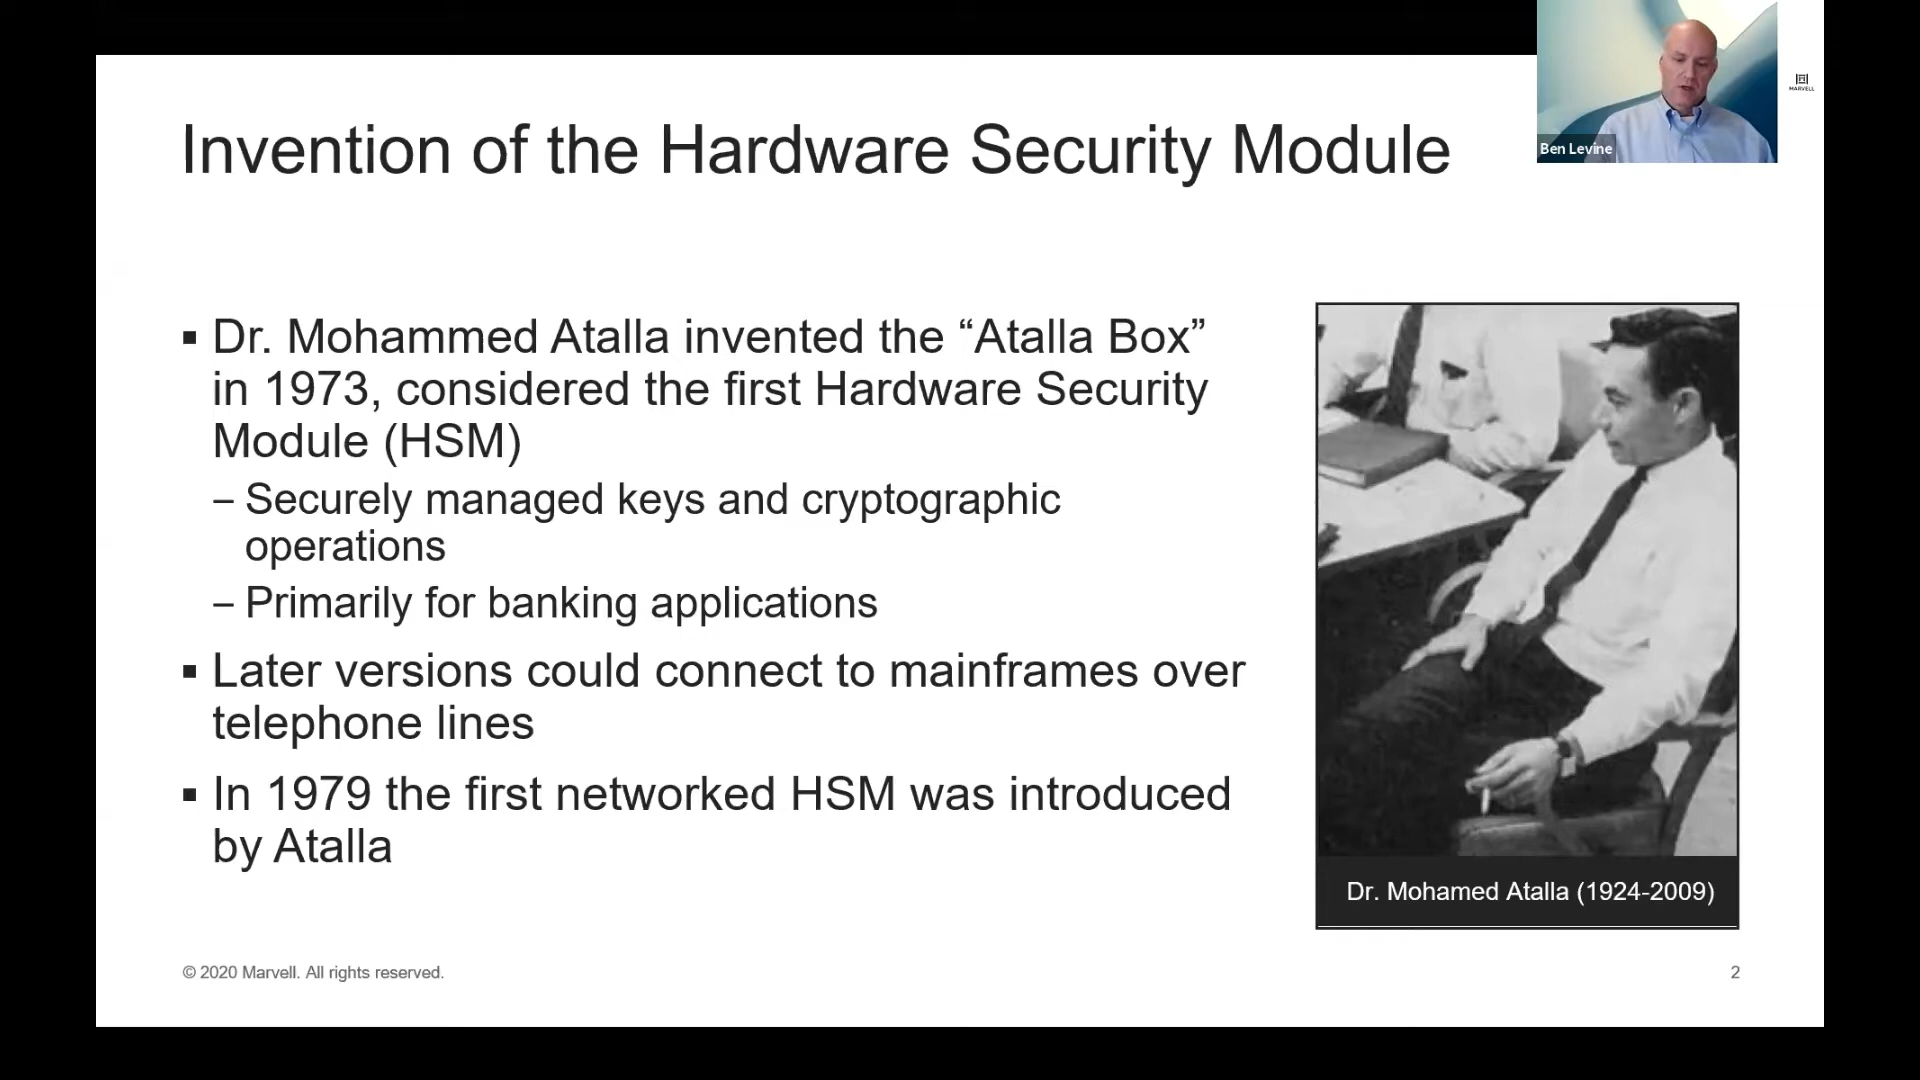 Invention of the Hardware Security Module
Ben Levine
MARVELL
▪ Dr. Mohammed Atalla invented the “Atalla Box”
in 1973, considered the first Hardware Security
Module (HSM)
– Securely managed keys and cryptographic
operations
– Primarily for banking applications
▪ Later versions could connect to mainframes over
telephone lines
▪ In 1979 the first networked HSM was introduced
by Atalla
Dr. Mohamed Atalla (1924-2009)
© 2020 Marvell. All rights reserved.
2